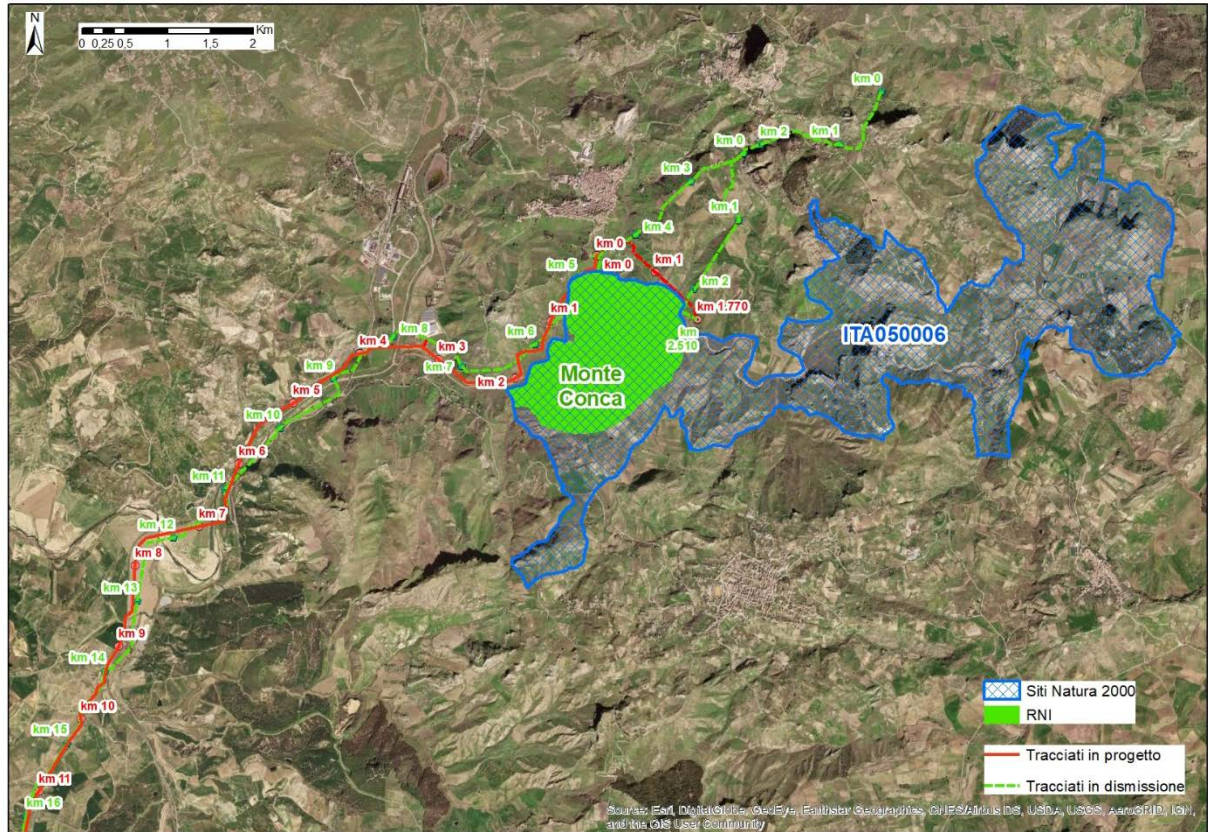 N
Km
0 0,25 0,5 1 1,5 2
km 0
km 2
km 1
km 0
km 3
km 1
km 4
km 0
km 1
km 5
km 0
km 2
km 1
km 1.770
km 8
km 6
km 2.510
ITA050006
km 4
km 3
km 7
km 9
km 2
Monte
Conca
km 5
km 10
km 6
km 11
km 7
km 12
km 8
km 13
km 9
km 14
km 10
km 15
km 11
km 16
Siti Natura 2000
RNI
Tracciati in progetto
Tracciati in dismissione
Source: Esri, DigitalGlobe, GeoEye, Earthstar Geographics, CNES/Airbus DS, USDA, USGS, AeroGRID, IGN,
and the GIS User Community